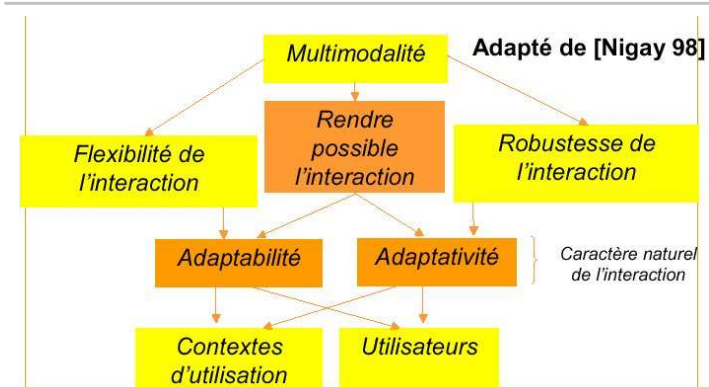 Multimodalité
Adapté de [Nigay 98]
Flexibilité de
l'interaction
Rendre
possible
l'interaction
Robustesse de
l'interaction
Adaptabilité
Adaptativité
Caractère naturel
de l'interaction
Contextes
d'utilisation
Utilisateurs